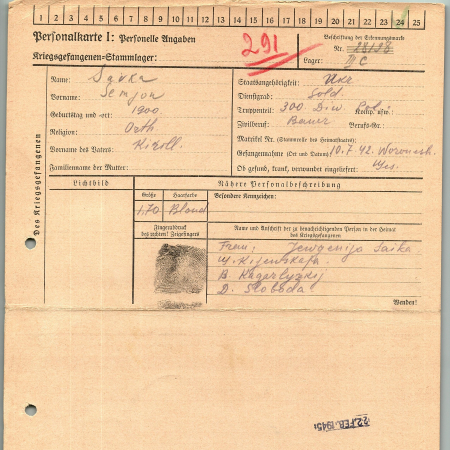 1 2 3 4 5 6 7 8 9 10 11 12 13 14 15 16 17 18 19 20 21 22 23 24 25
Personalkarte I: Personelle Angaben
Kriegsgefangenen-Stammlager:
291
Beschriftung der Erkennungsmarke
Nr.
Lager: C
Des Kriegsgefangenen
Name: Savka
Vorname: Semjon
Geburtstag und -ort: 1900
Religion: Orth
Vorname des Vaters: Kirill.
Familienname der Mutter:
Staatsangehörigkeit: Ukr
Dienstgrad: Sold.
Truppenteil: 300. Div. Komp. usw.:
Zivilberuf: Bauer Berufs-Gr.:
Matrikel Nr. (Stammrolle des Heimatstaates):
Gefangennahme (Ort und Datum): 10.7.42. Woronesh.
Ob gesund, krank, verwundet eingeliefert: Ges.
Lichtbild
Nähere Personalbeschreibung
Größe
Haarfarbe
Besondere Kennzeichen:
1,70 Blond
Fingerabdruck
des rechten! Zeigefingers
Name und Anschrift der zu benachrichtigenden Person in der Heimat
des Kriegsgefangenen
Frau: Jewgenija Saika
B. Kagarlyzkij
D. Sloboda.
Wenden!
22. FEB. 1945